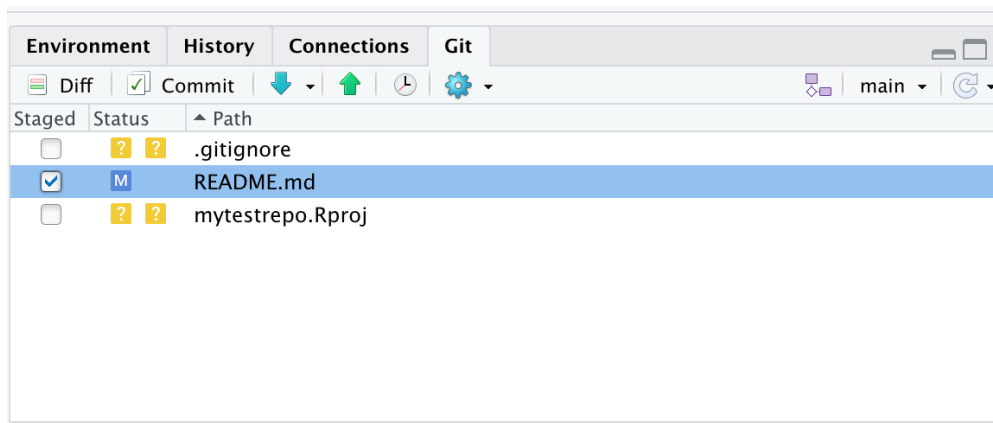 Environment History Connections Git
Diff Commit main
Staged Status Path
? ? .gitignore
M README.md
? ? mytestrepo.Rproj